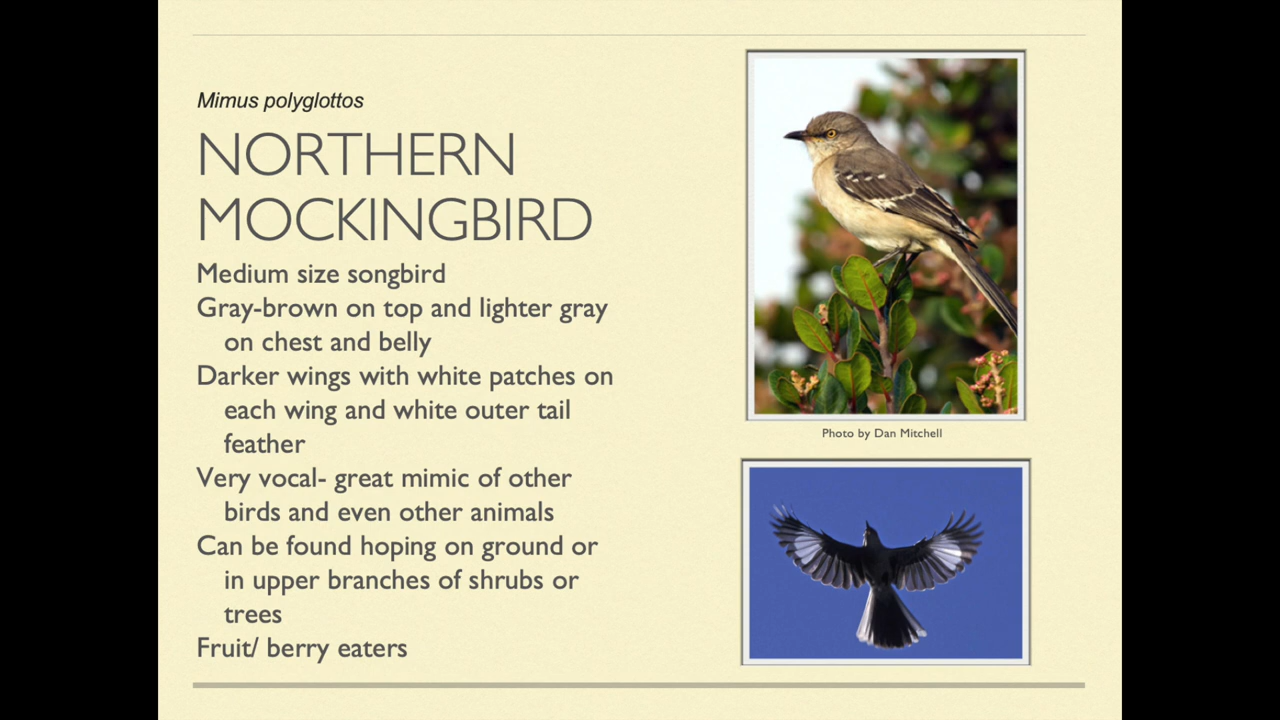 Mimus polyglottos
NORTHERN
MOCKINGBIRD
Medium size songbird
Gray-brown on top and lighter gray
on chest and belly
Darker wings with white patches on
each wing and white outer tail
feather
Very vocal- great mimic of other
birds and even other animals
Can be found hoping on ground or
in upper branches of shrubs or
trees
Fruit/ berry eaters
Photo by Dan Mitchell